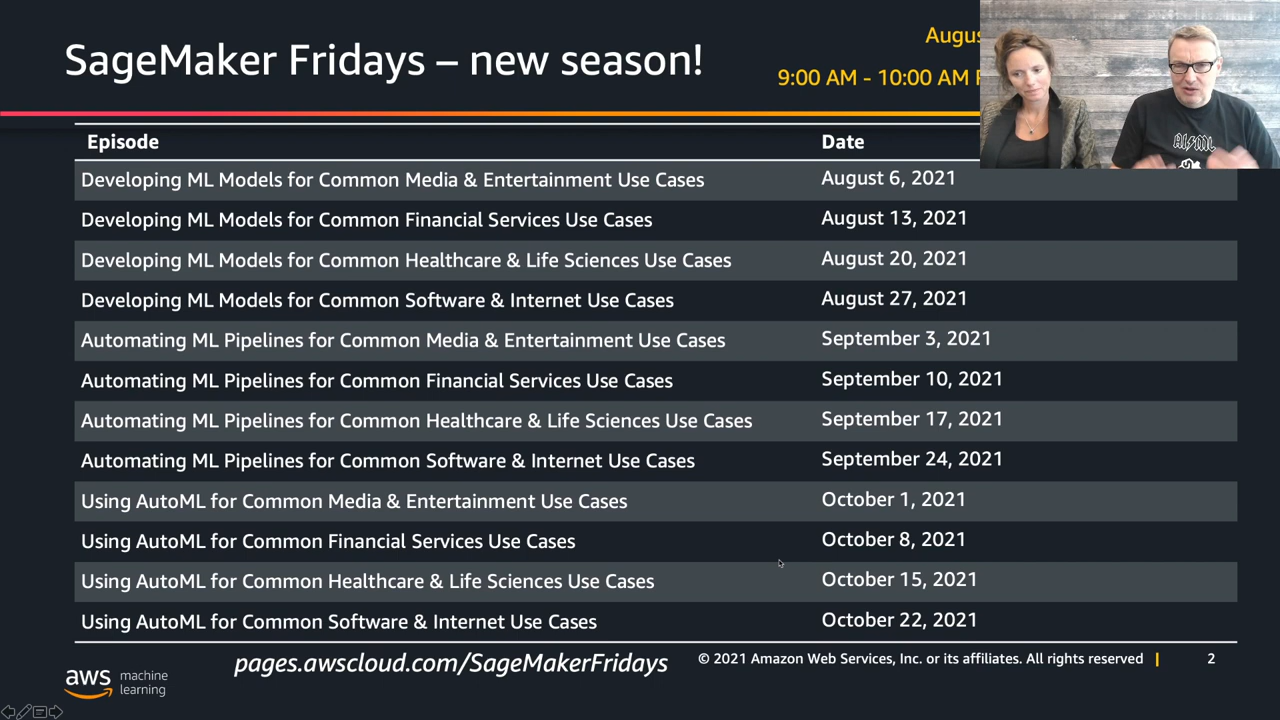 SageMaker Fridays – new season!
9:00 AM - 10:00 AM
Episode Date
Developing ML Models for Common Media & Entertainment Use Cases August 6, 2021
Developing ML Models for Common Financial Services Use Cases August 13, 2021
Developing ML Models for Common Healthcare & Life Sciences Use Cases August 20, 2021
Developing ML Models for Common Software & Internet Use Cases August 27, 2021
Automating ML Pipelines for Common Media & Entertainment Use Cases September 3, 2021
Automating ML Pipelines for Common Financial Services Use Cases September 10, 2021
Automating ML Pipelines for Common Healthcare & Life Sciences Use Cases September 17, 2021
Automating ML Pipelines for Common Software & Internet Use Cases September 24, 2021
Using AutoML for Common Media & Entertainment Use Cases October 1, 2021
Using AutoML for Common Financial Services Use Cases October 8, 2021
Using AutoML for Common Healthcare & Life Sciences Use Cases October 15, 2021
Using AutoML for Common Software & Internet Use Cases October 22, 2021
aws machine
learning
pages.awscloud.com/SageMakerFridays
© 2021 Amazon Web Services, Inc. or its affiliates. All rights reserved
2
AI/ML